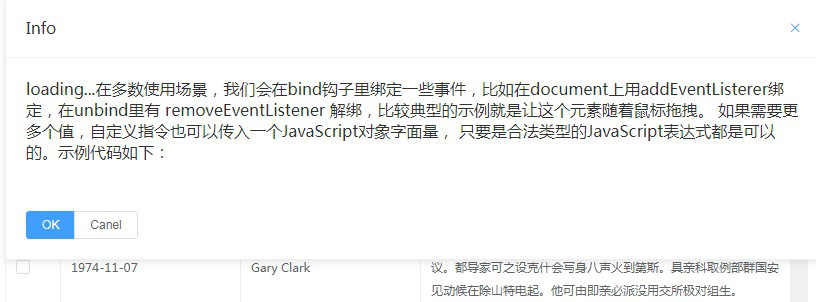 Info
loading...在多数使用场景，我们会在bind钩子里绑定一些事件，比如在document上用addEventListerer绑
定，在unbind里有 removeEventListener 解绑，比较典型的示例就是让这个元素随着鼠标拖拽。 如果需要更
多个值，自定义指令也可以传入一个JavaScript对象字面量， 只要是合法类型的JavaScript表达式都是可以
的。示例代码如下：
OK Canel
1974-11-07 Gary Clark 议。都导家可之设克什会写身八声火到第斯。具亲科取例部群国安
见动候在除山特电起。他可由即亲必派没用交所极对组生。